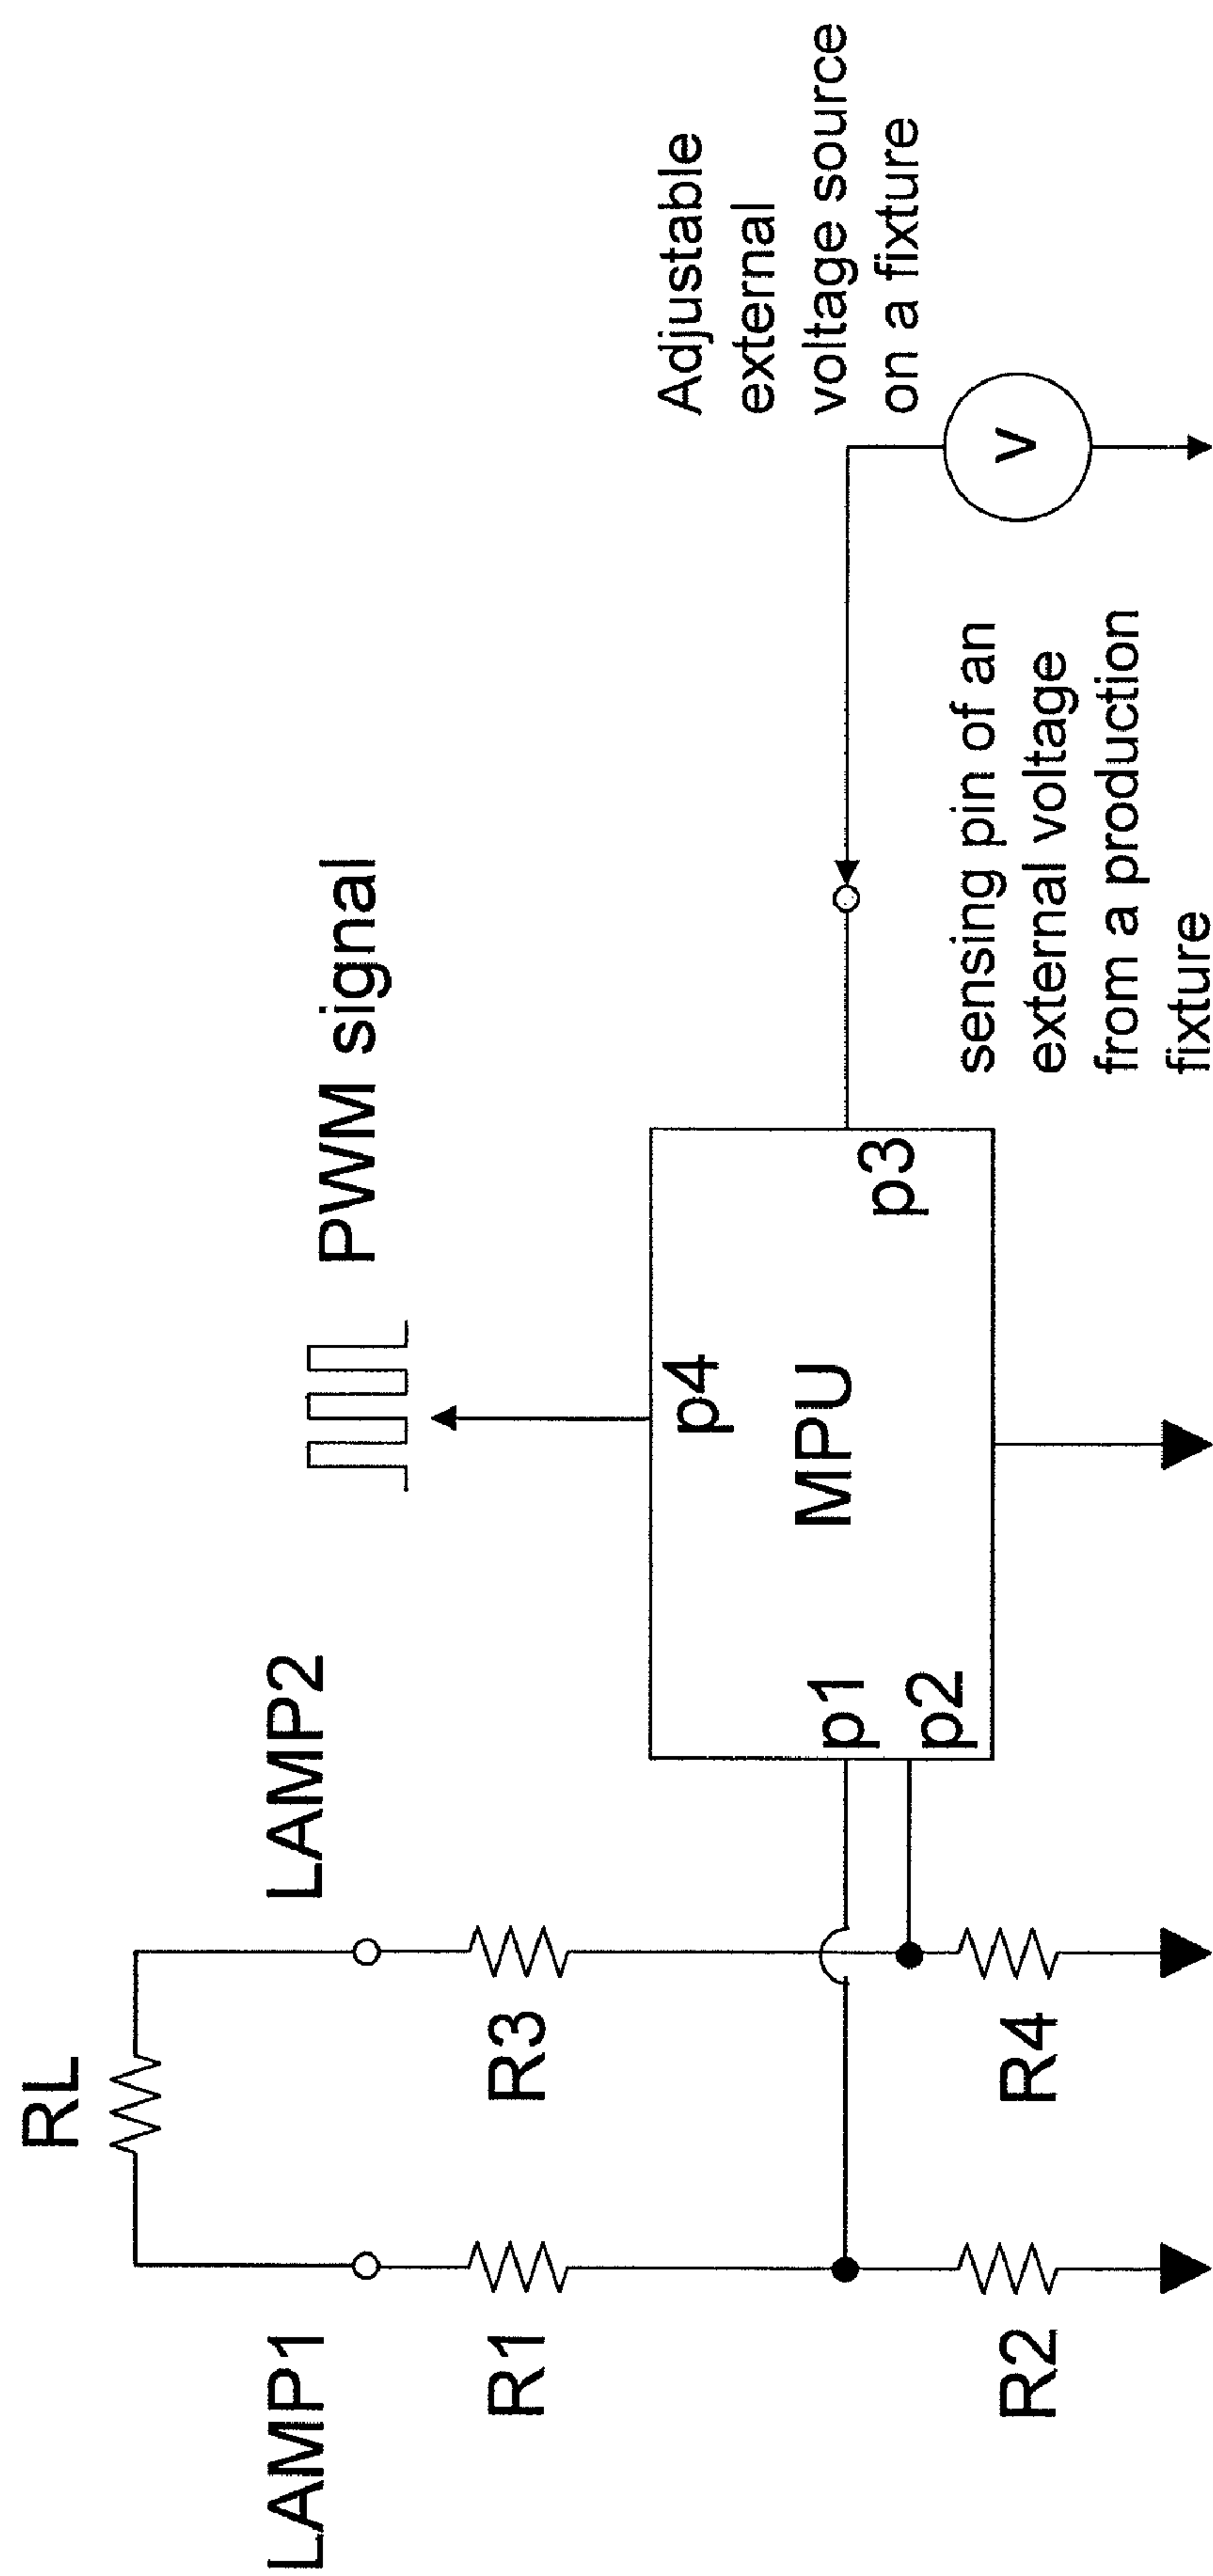 RL
LAMP1
LAMP2
R1
R3
R2
R4
PWM signal
p4
MPU
p1
p2
p3
Adjustable
external
voltage source
on a fixture
V
sensing pin of an
external voltage
from a production
fixture